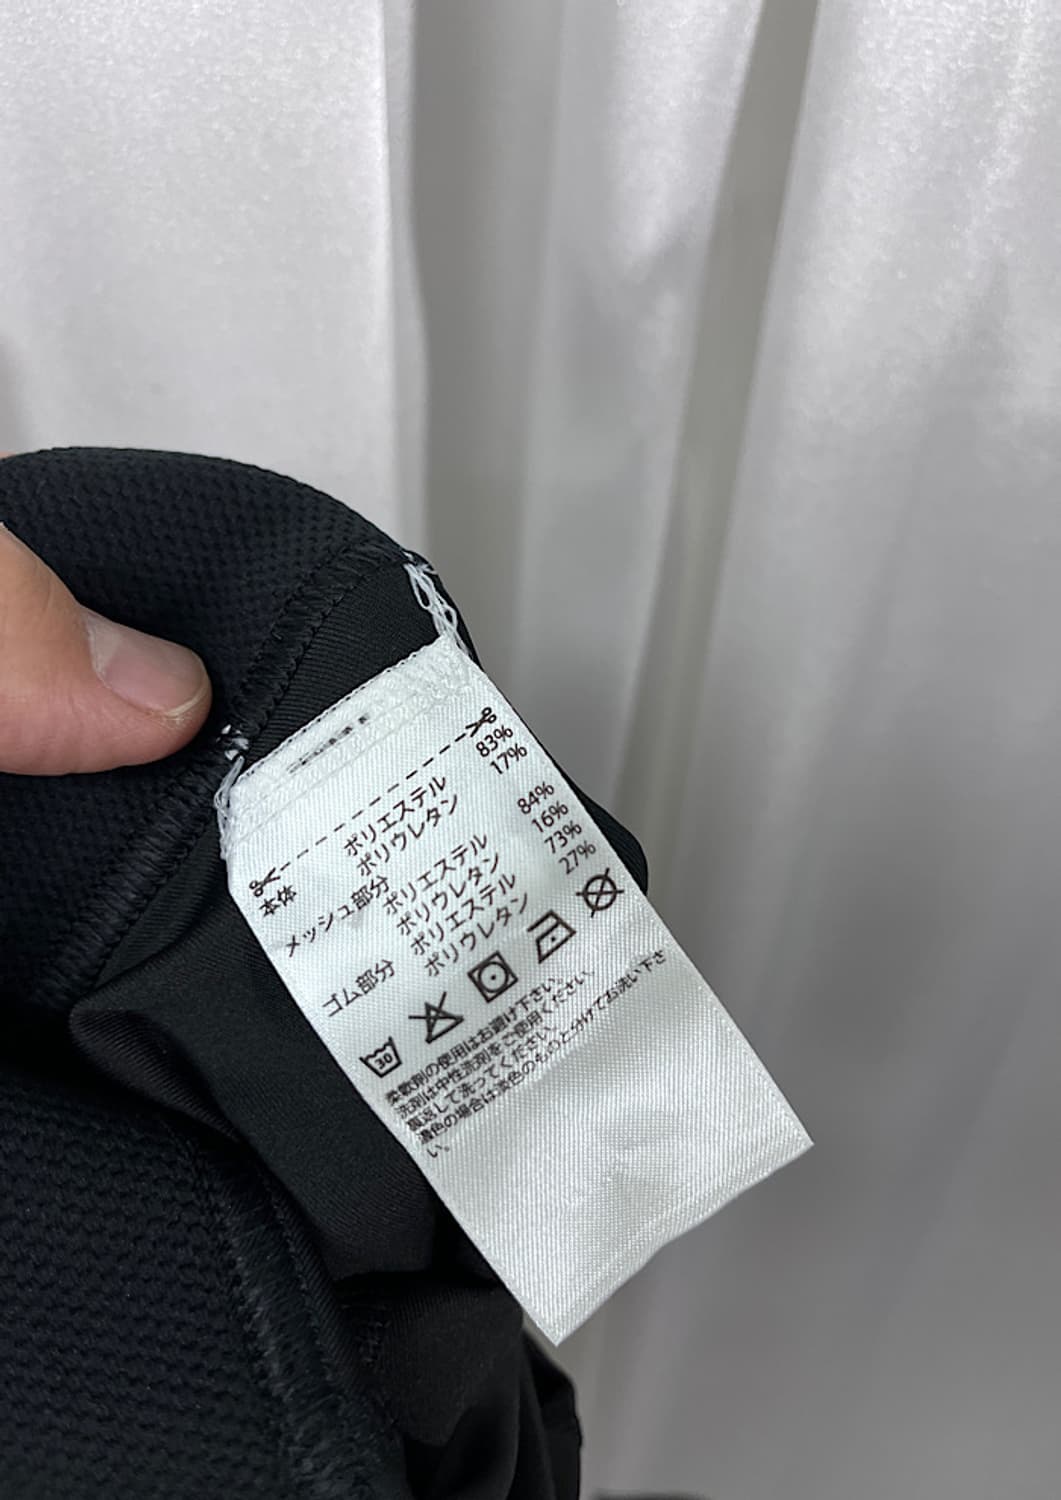 本体 ポリエステル 83%
ポリウレタン 17%
メッシュ部分 ポリエステル 84%
ポリウレタン 16%
ポリエステル 73%
ゴム部分 ポリウレタン 27%
30
柔軟剤の使用はお避け下さい。
洗剤は中性洗剤をご使用ください。
裏返して洗ってください。
濃色の場合は淡色のものと分けてお洗い下さ
い。